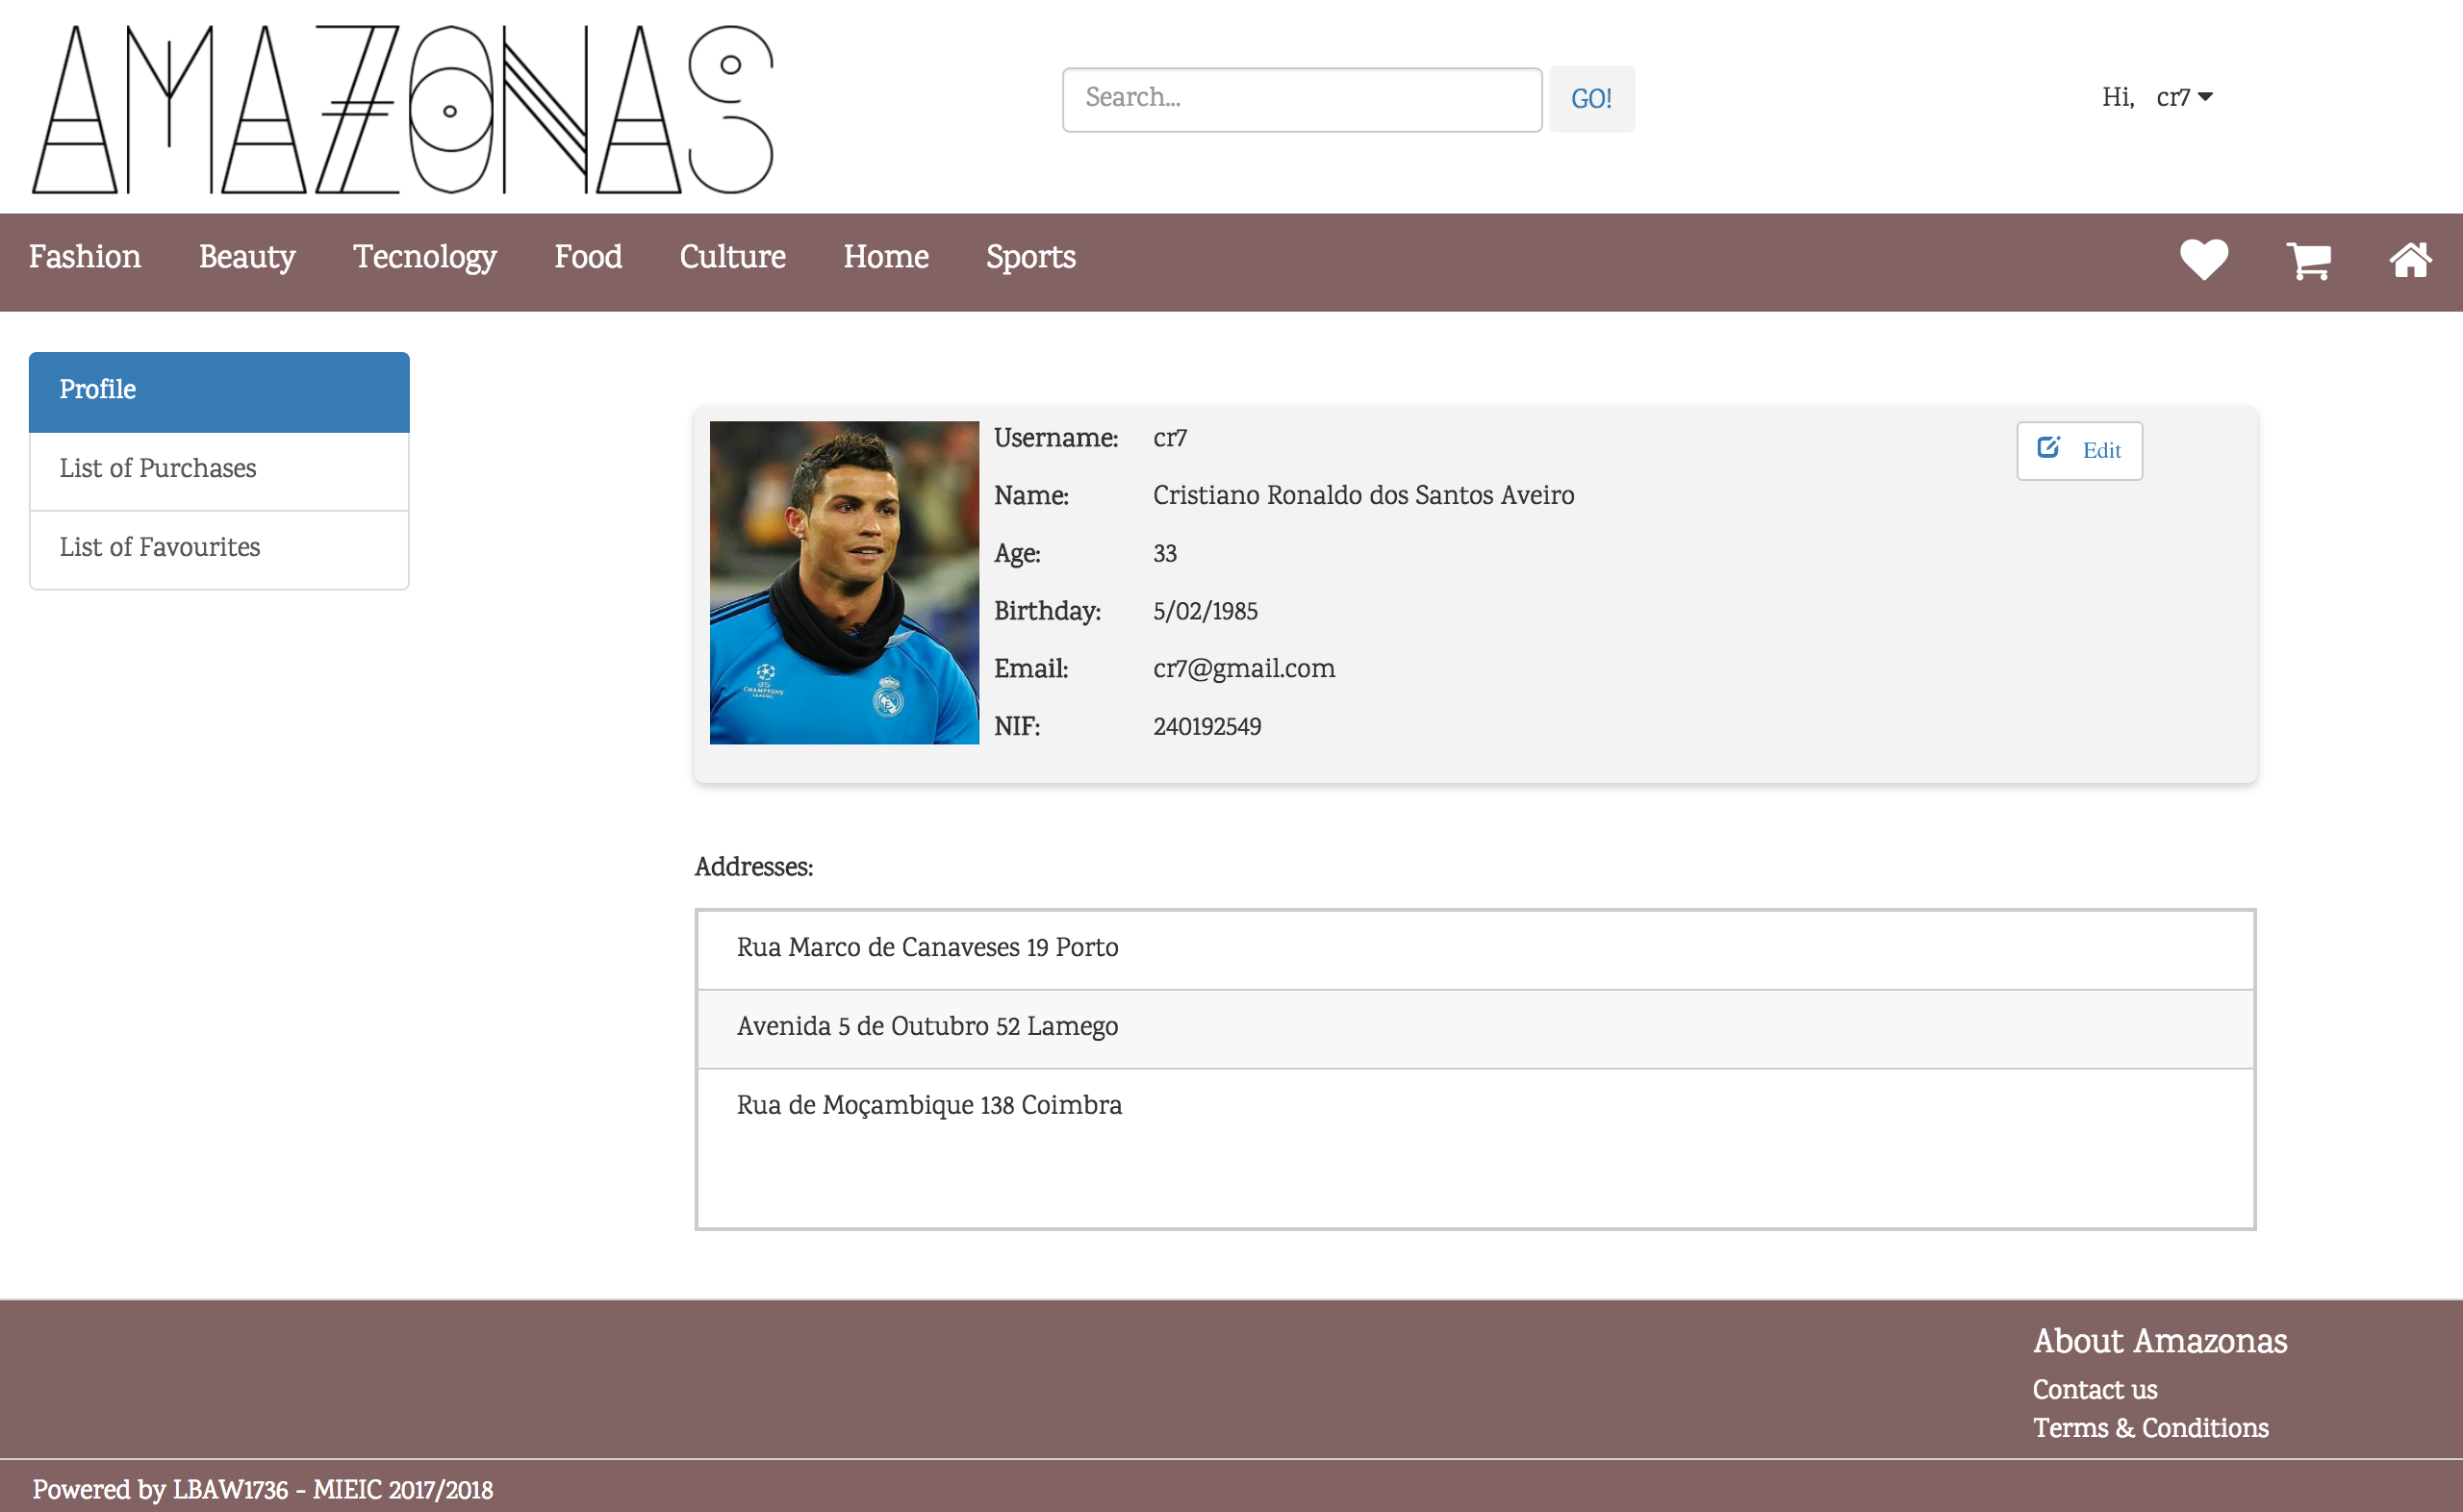 AMAZONAS
Search...
GO!
Hi, cr7
Fashion Beauty Tecnology Food Culture Home Sports
Profile
List of Purchases
List of Favourites
Username: cr7
Edit
Name: Cristiano Ronaldo dos Santos Aveiro
Age: 33
Birthday: 5/02/1985
Email: cr7@gmail.com
NIF: 240192549
CHAMPIONS
LEAGUE
Addresses:
Rua Marco de Canaveses 19 Porto
Avenida 5 de Outubro 52 Lamego
Rua de Moçambique 138 Coimbra
About Amazonas
Contact us
Terms & Conditions
Powered by LBAW1736 - MIEIC 2017/2018